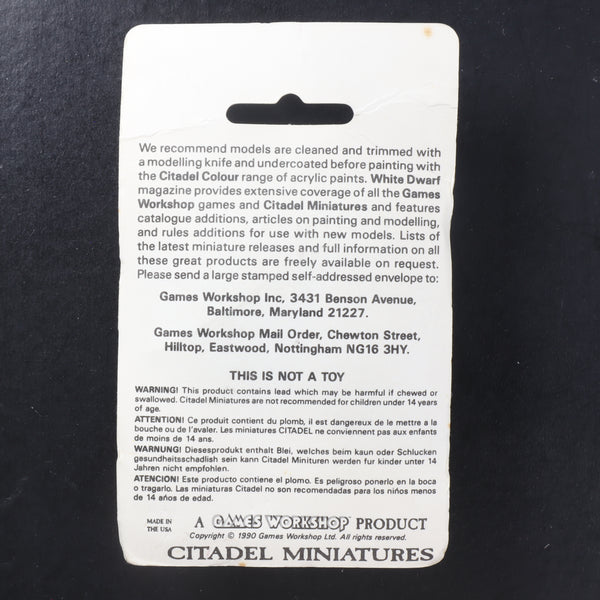 We recommend models are cleaned and trimmed with
a modelling knife and undercoated before painting with
the Citadel Colour range of acrylic paints. White Dwarf
magazine provides extensive coverage of all the Games
Workshop games and Citadel Miniatures and features
catalogue additions, articles on painting and modelling,
and rules additions for use with new models. Lists of
the latest miniature releases and full information on all
these great products are freely available on request.
Please send a large stamped self-addressed envelope to:
Games Workshop Inc, 3431 Benson Avenue,
Baltimore, Maryland 21227.
Games Workshop Mail Order, Chewton Street,
Hilltop, Eastwood, Nottingham NG16 3HY.
THIS IS NOT A TOY
WARNING! This product contains lead which may be harmful if chewed or
swallowed. Citadel Miniatures are not recommended for children under 14 years
of age.
ATTENTION! Ce produit contient du plomb, il est dangereux de le mettre a la
bouche ou de l'avaler. Les miniatures CITADEL ne conviennent pas aux enfants
de moins de 14 ans.
WARNUNG! Diesesprodukt enthalt Blei, welches beim kaun oder Schlucken
gesundheitsschadlish sein kann Citadel Minituren werden fur kinder unter 14
Jahren nicht empfohlen.
ATENCION! Este producto contiene el plomo. Es peligroso ponerlo en la boca
o tragarlo. Las miniaturas Citadel no son recomendadas para los niños menos
de 14 años de edad.
MADE IN
THE USA
A GAMES WORKSHOP PRODUCT
Copyright © 1990 Games Workshop Ltd. All rights reserved.
CITADEL MINIATURES